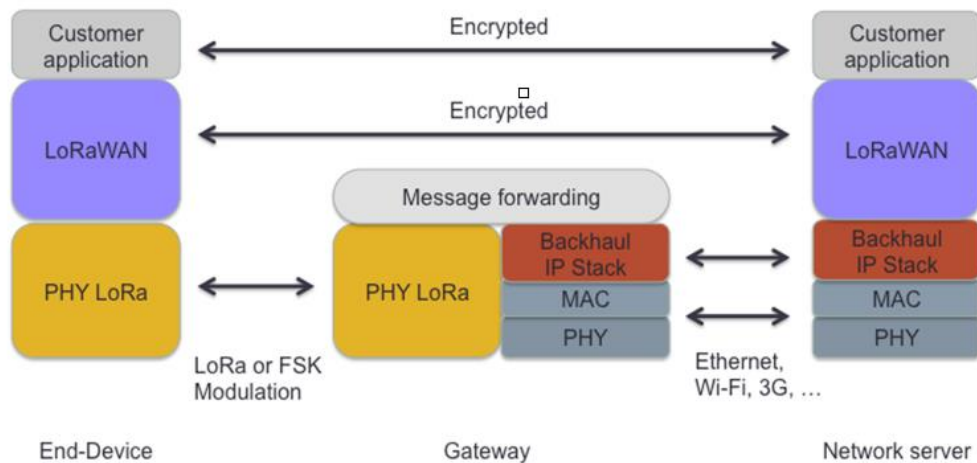 Customer
application
Encrypted
Customer
application
LoRaWAN
Encrypted
LoRaWAN
Message forwarding
PHY LoRa
PHY LoRa
Backhaul
IP Stack
MAC
PHY
Backhaul
IP Stack
MAC
PHY
LoRa or FSK
Modulation
Ethernet,
Wi-Fi, 3G, ...
End-Device
Gateway
Network server